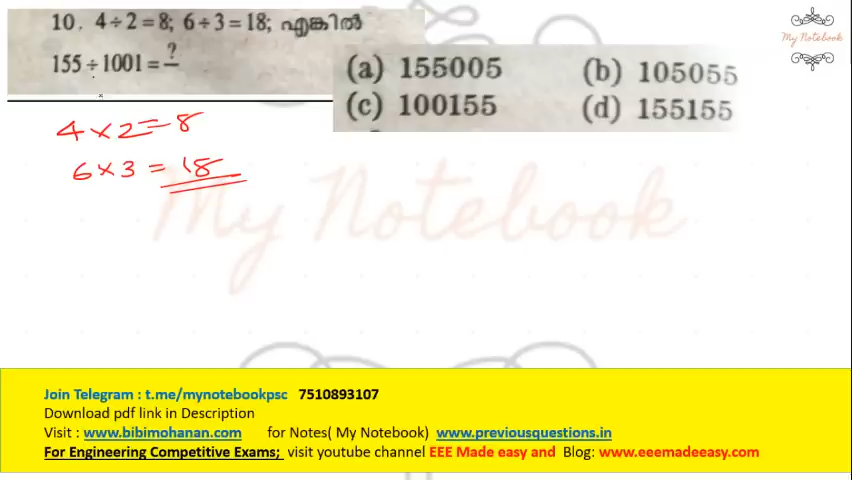 10. 4 ÷ 2 = 8; 6 ÷ 3 = 18; എങ്കിൽ
155 ÷ 1001 = ?
(a) 155005 (b) 105055
(c) 100155 (d) 155155
My Notebook
4 × 2 = 8
6 × 3 = 18
My Notebook
Join Telegram : t.me/mynotebookpsc 7510893107
Download pdf link in Description
Visit : www.bibimohanan.com for Notes( My Notebook) www.previousquestions.in
For Engineering Competitive Exams; visit youtube channel EEE Made easy and Blog: www.eeemadeeasy.com